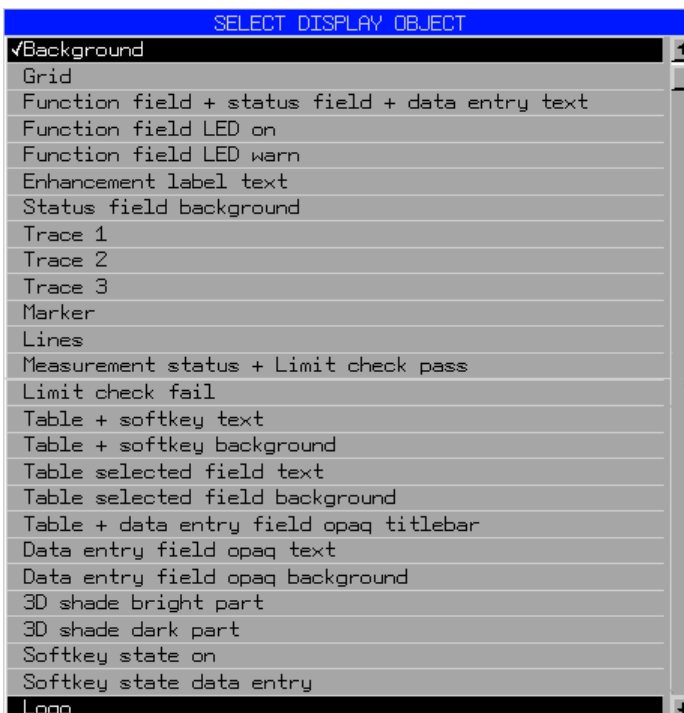 SELECT DISPLAY OBJECT
√Background
Grid
Function field + status field + data entry text
Function field LED on
Function field LED warn
Enhancement label text
Status field background
Trace 1
Trace 2
Trace 3
Marker
Lines
Measurement status + Limit check pass
Limit check fail
Table + softkey text
Table + softkey background
Table selected field text
Table selected field background
Table + data entry field opaq titlebar
Data entry field opaq text
Data entry field opaq background
3D shade bright part
3D shade dark part
Softkey state on
Softkey state data entry
Logo